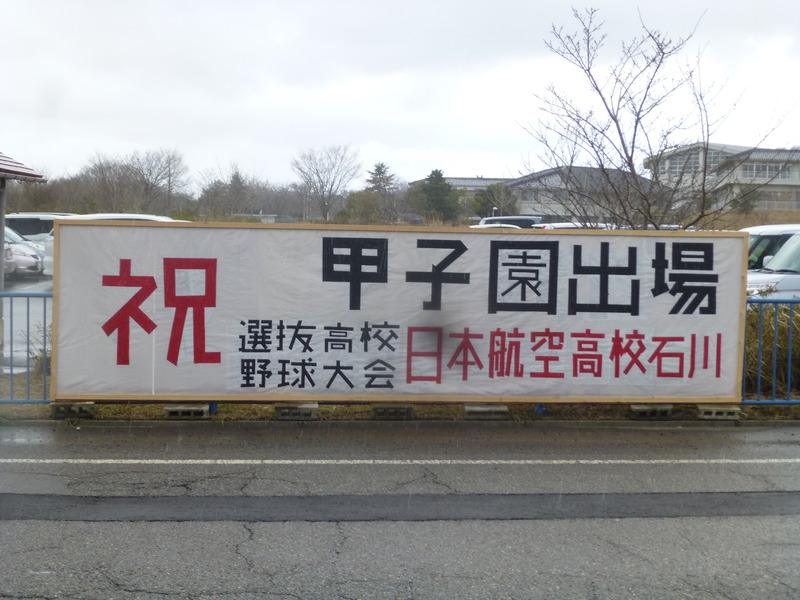 祝
甲子園出場
選抜高校
野球大会
日本航空高校石川